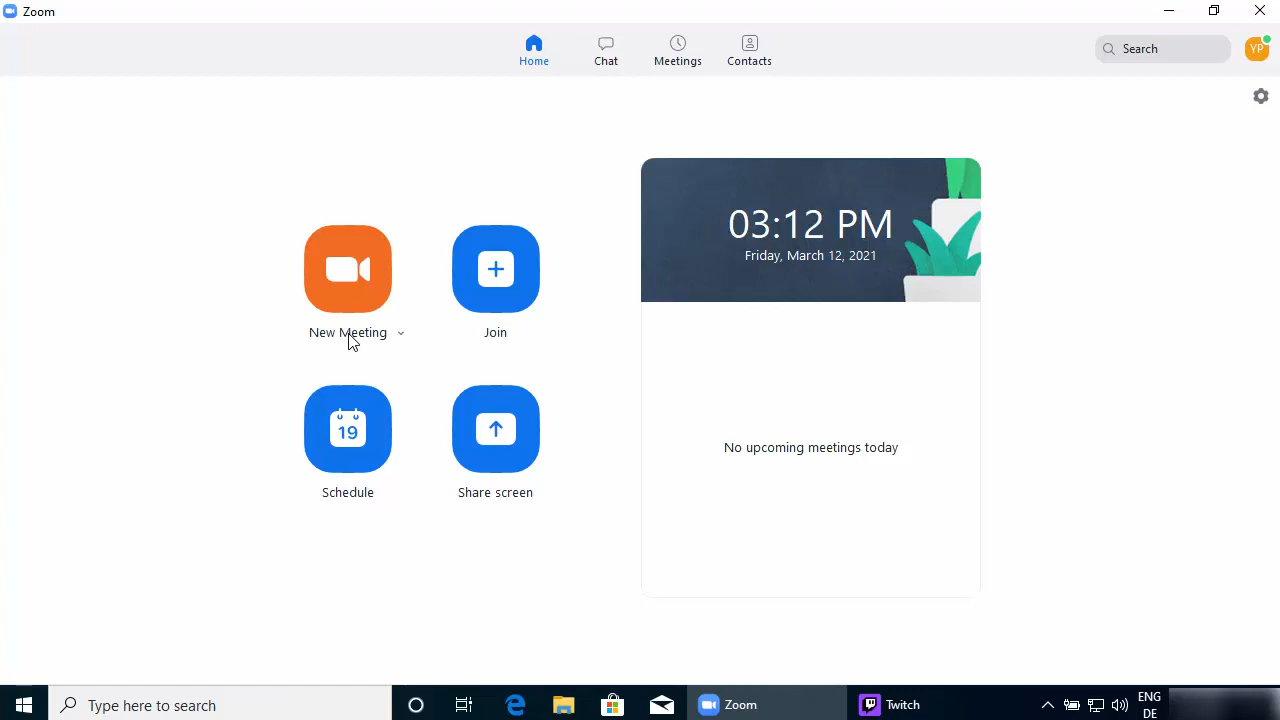 Zoom
Home
Chat
Meetings
Contacts
Search
YP
03:12 PM
Friday, March 12, 2021
New Meeting
Join
19
Schedule
Share screen
No upcoming meetings today
Type here to search
Zoom
Twitch
ENG
DE